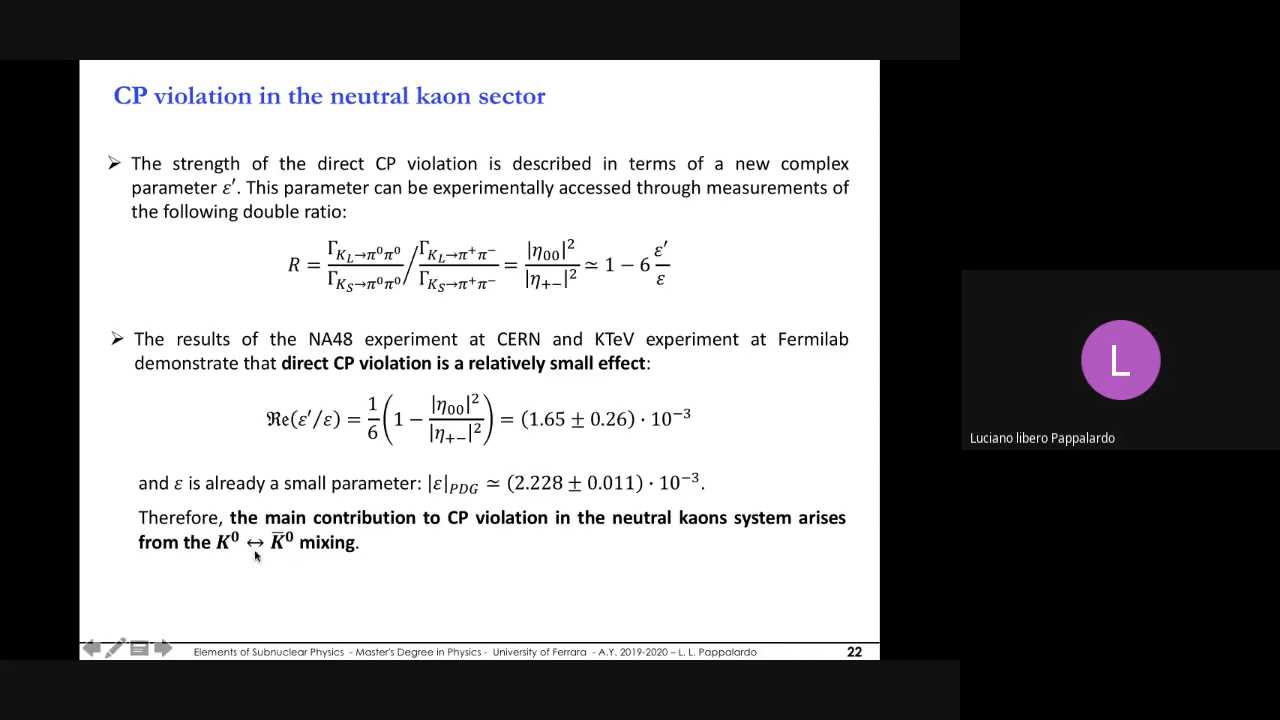 CP violation in the neutral kaon sector
➢ The strength of the direct CP violation is described in terms of a new complex
parameter ε′. This parameter can be experimentally accessed through measurements of
the following double ratio:
R = Γ_{K_L→π⁰π⁰}/Γ_{K_S→π⁰π⁰} / Γ_{K_L→π⁺π⁻}/Γ_{K_S→π⁺π⁻} = |η₀₀|²/|η₊₋|² ≃ 1 − 6 ε′/ε
➢ The results of the NA48 experiment at CERN and KTeV experiment at Fermilab
demonstrate that direct CP violation is a relatively small effect:
ℜe(ε′/ε) = 1/6 (1 − |η₀₀|²/|η₊₋|²) = (1.65 ± 0.26) · 10⁻³
and ε is already a small parameter: |ε|_{PDG} ≃ (2.228 ± 0.011) · 10⁻³.
Therefore, the main contribution to CP violation in the neutral kaons system arises
from the K⁰ ↔ K̅⁰ mixing.
Elements of Subnuclear Physics - Master's Degree in Physics - University of Ferrara - A.Y. 2019-2020 – L. L. Pappalardo
22
L
Luciano libero Pappalardo